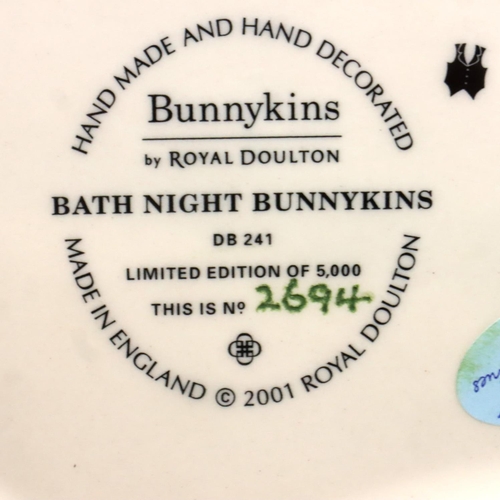 HAND MADE AND HAND DECORATED
Bunnykins
by ROYAL DOULTON
BATH NIGHT BUNNYKINS
DB 241
LIMITED EDITION OF 5,000
THIS IS Nº 2694
MADE IN ENGLAND © 2001 ROYAL DOULTON